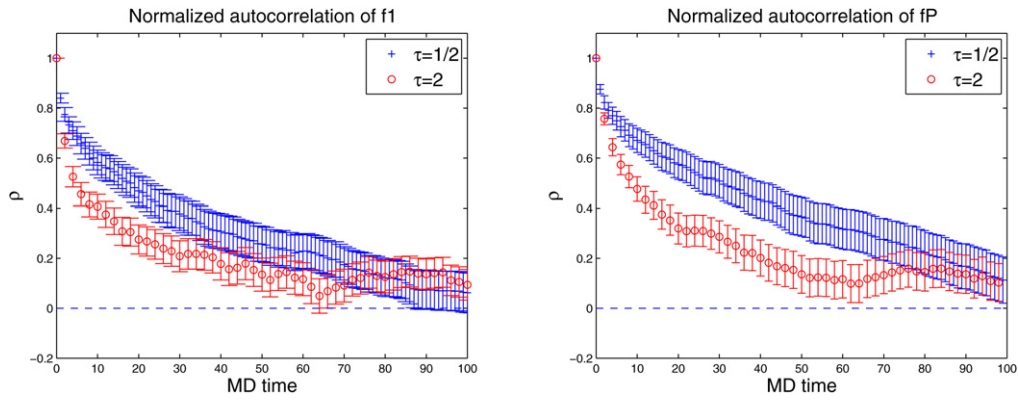 Normalized autocorrelation of f1
τ=1/2
τ=2
1
0.8
0.6
0.4
0.2
0
−0.2
ρ
0 10 20 30 40 50 60 70 80 90 100
MD time
Normalized autocorrelation of fP
τ=1/2
τ=2
1
0.8
0.6
0.4
0.2
0
−0.2
ρ
0 10 20 30 40 50 60 70 80 90 100
MD time